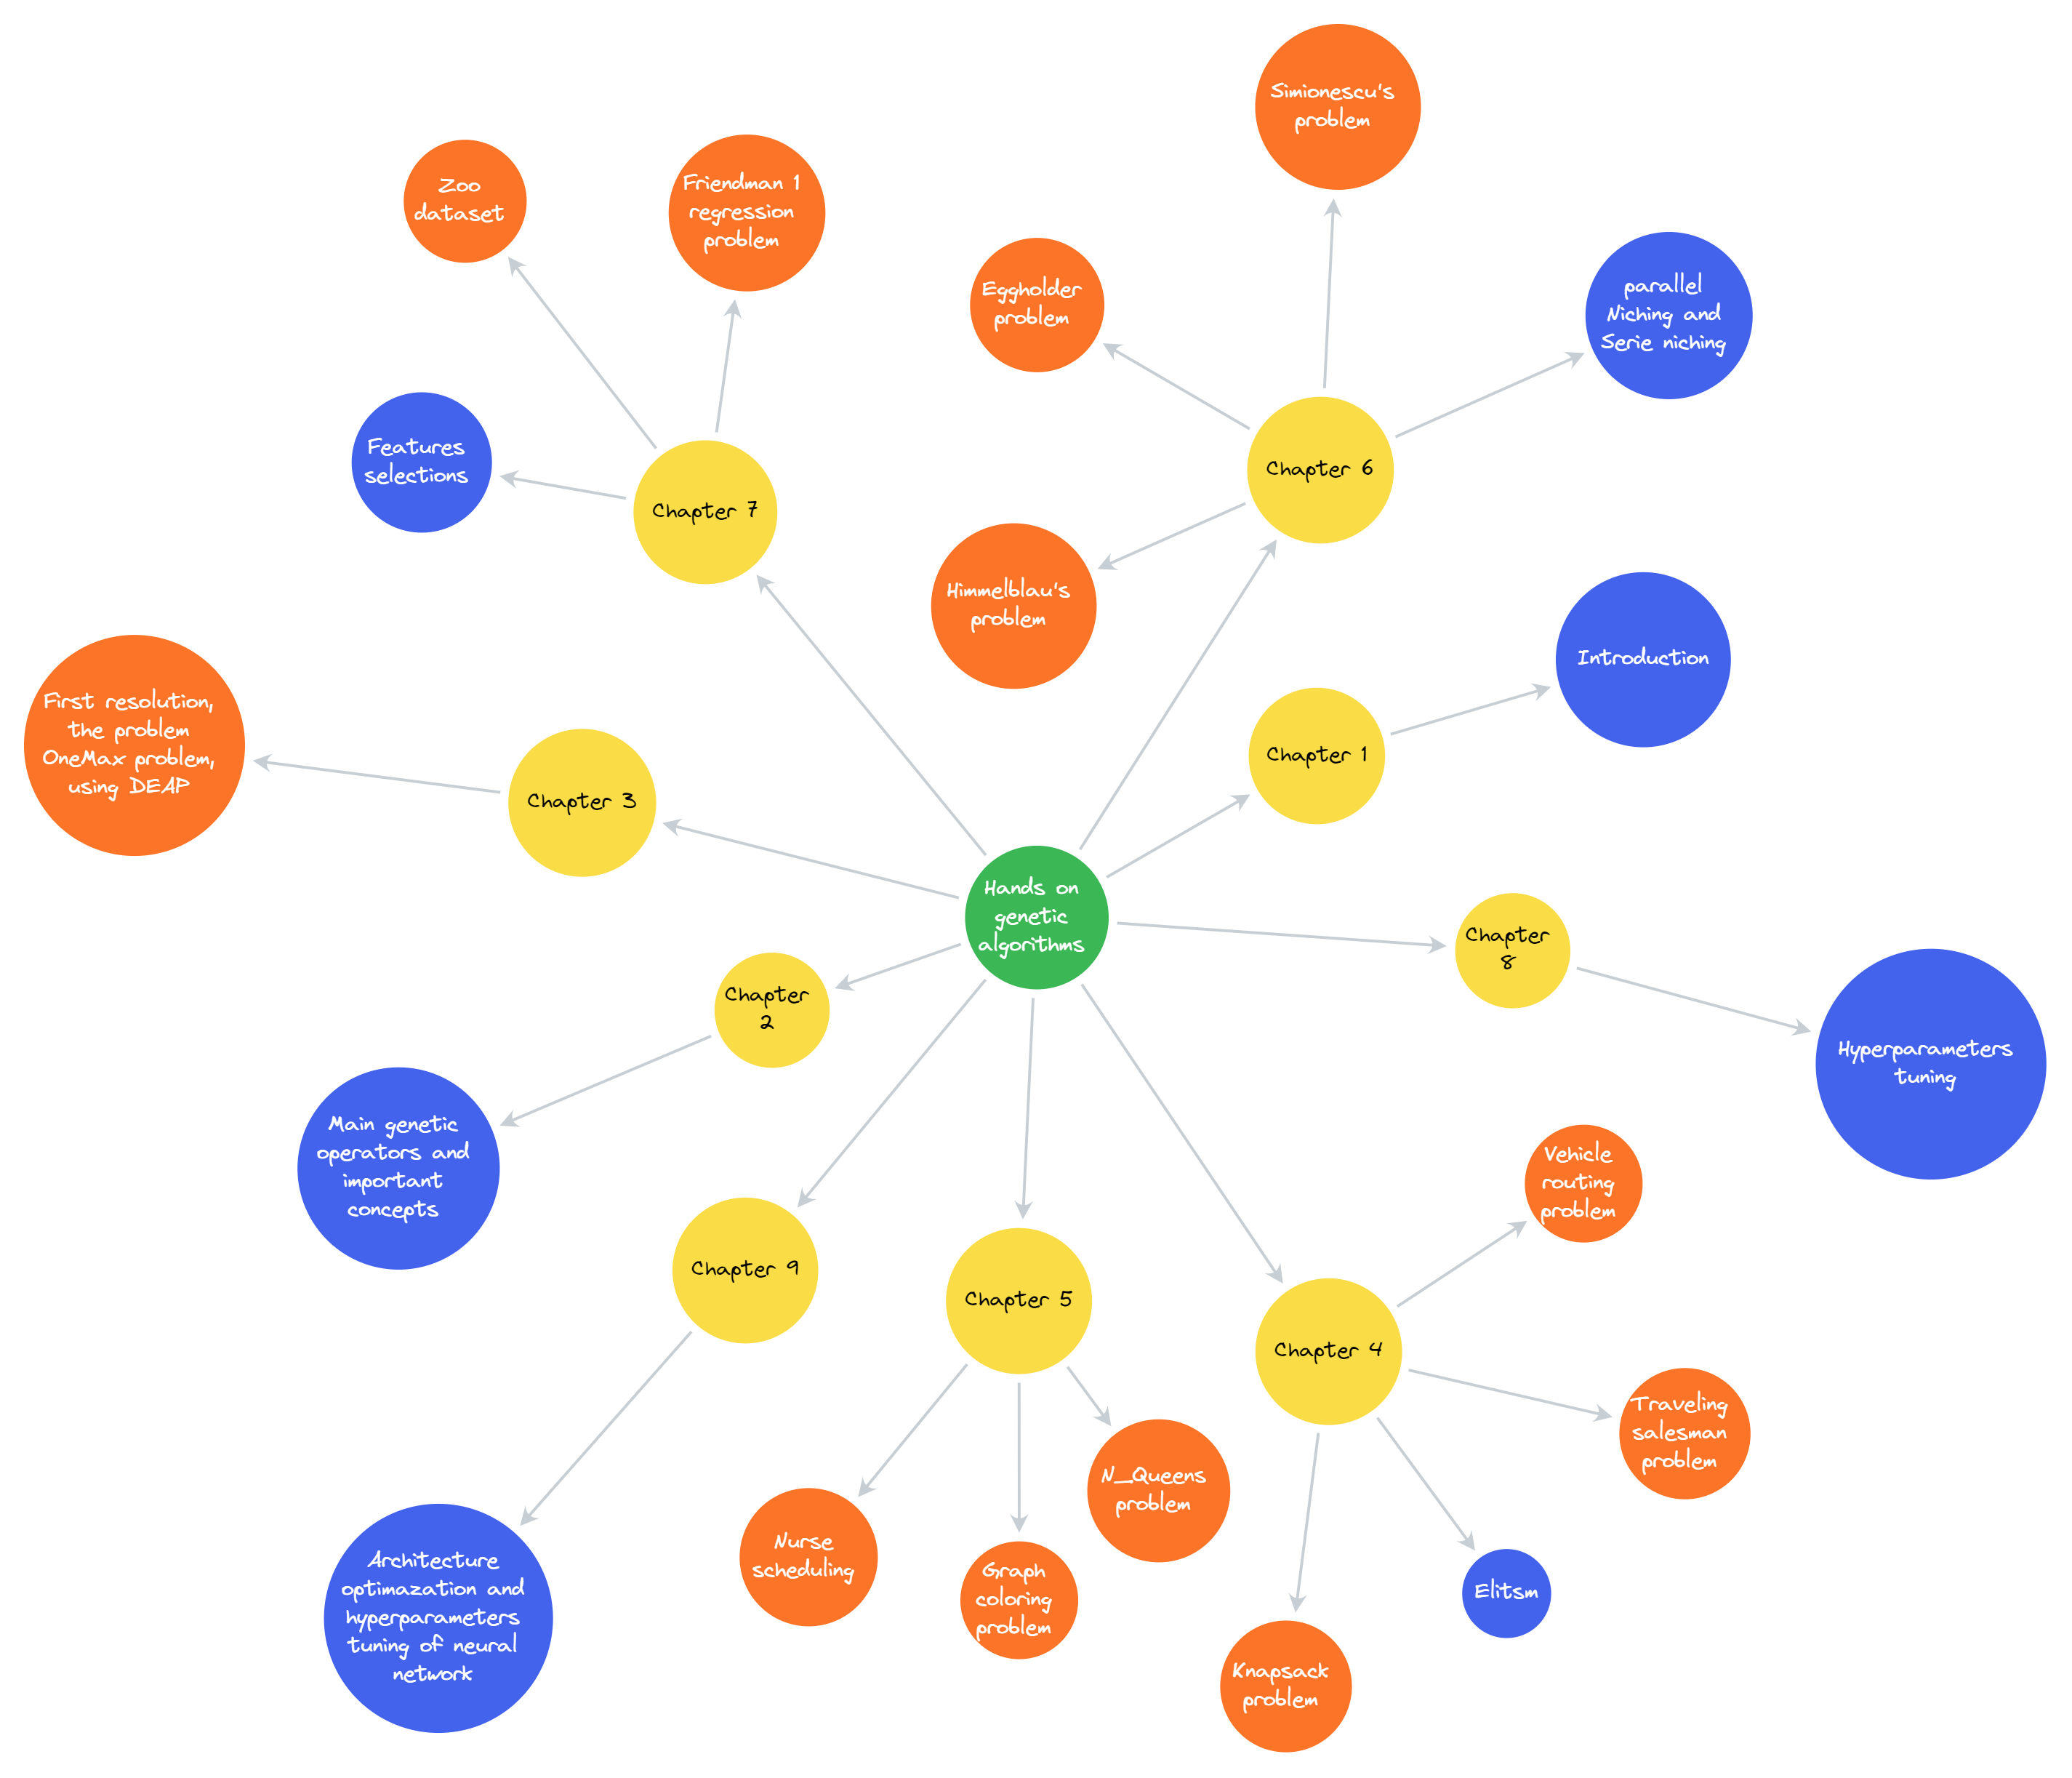 Simionescu's
problem
Zoo
dataset
Friendman 1
regression
problem
Eggholder
problem
parallel
Niching and
Serie niching
Features
selections
Chapter 7
Chapter 6
Himmelblau's
problem
Introduction
First resolution,
the problem
OneMax problem,
using DEAP
Chapter 3
Chapter 1
Hands on
genetic
algorithms
Chapter
8
Chapter
2
Hyperparameters
tuning
Main genetic
operators and
important
concepts
Vehicle
routing
problem
Chapter 9
Chapter 5
Chapter 4
Traveling
salesman
problem
N_Queens
problem
Nurse
scheduling
Graph
coloring
problem
Elitsm
Architecture
optimazation and
hyperparameters
tuning of neural
network
Knapsack
problem